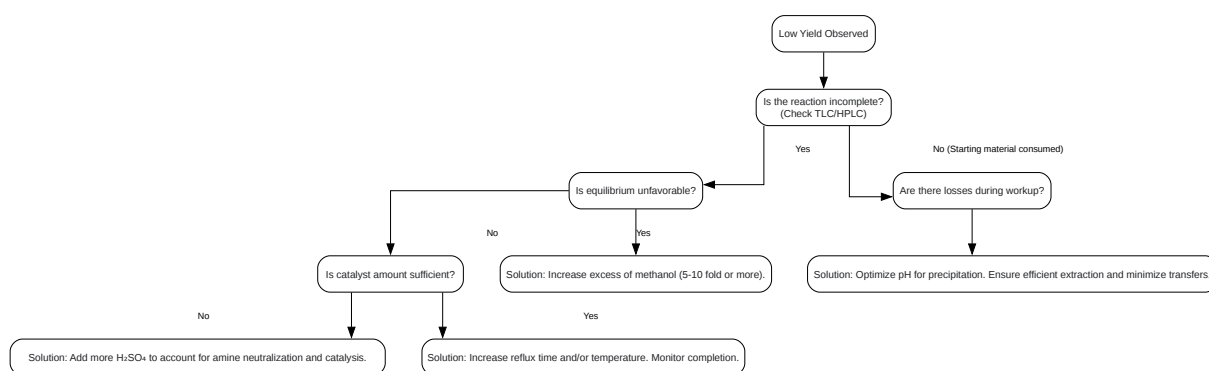 Low Yield Observed
Is the reaction incomplete?
(Check TLC/HPLC)
Yes
No (Starting material consumed)
Is equilibrium unfavorable?
Are there losses during workup?
No
Yes
Is catalyst amount sufficient?
Solution: Increase excess of methanol (5-10 fold or more).
Solution: Optimize pH for precipitation. Ensure efficient extraction and minimize transfers.
No
Yes
Solution: Add more H₂SO₄ to account for amine neutralization and catalysis.
Solution: Increase reflux time and/or temperature. Monitor completion.